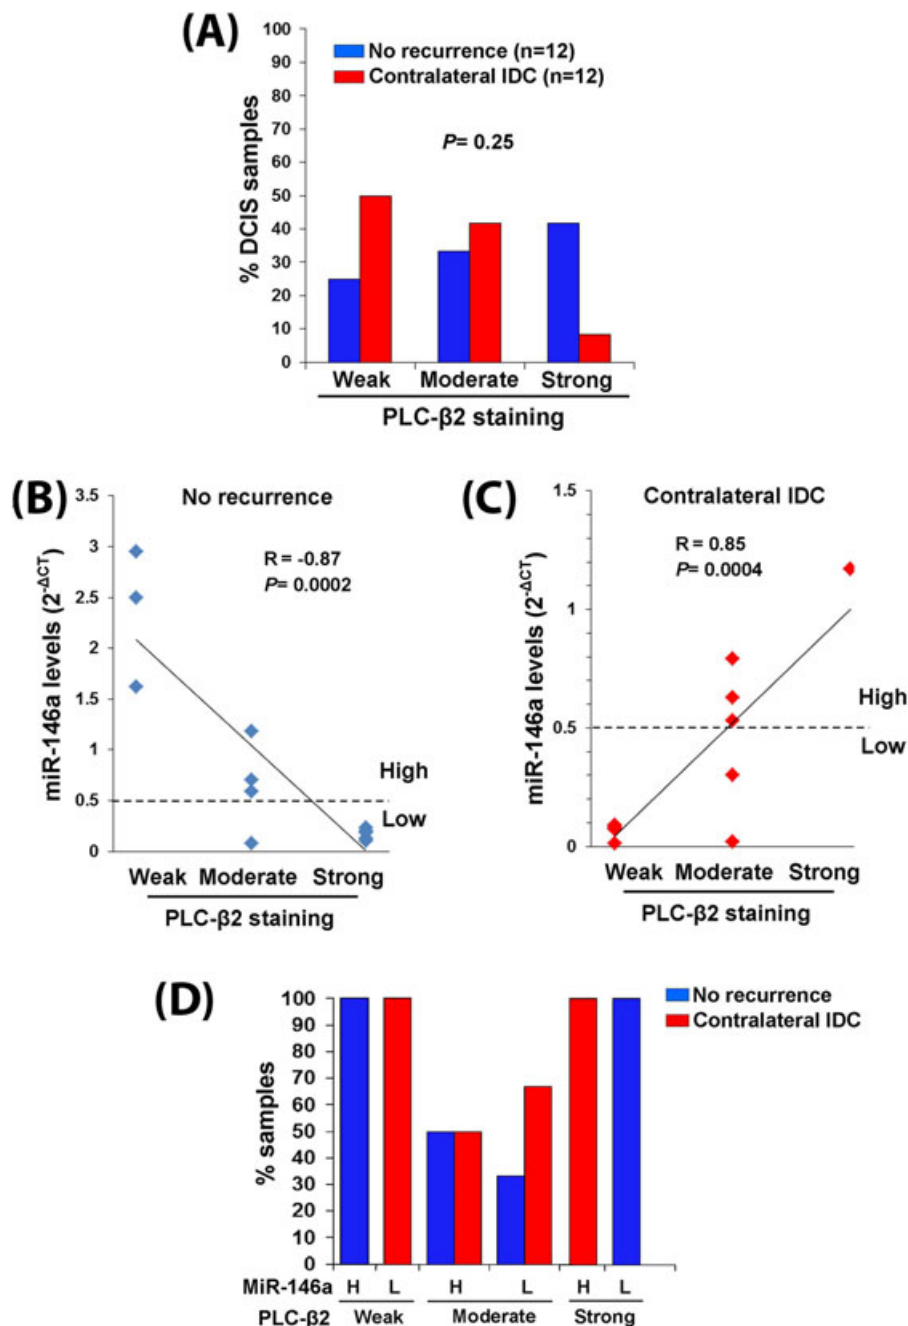 (A)
No recurrence (n=12)
Contralateral IDC (n=12)
P= 0.25
% DCIS samples
100
90
80
70
60
50
40
30
20
10
0
Weak Moderate Strong
PLC-β2 staining
(B)
No recurrence
R = -0.87
P= 0.0002
miR-146a levels (2-ΔCT)
3.5
3
2.5
2
1.5
1
0.5
0
High
Low
Weak Moderate Strong
PLC-β2 staining
(C)
Contralateral IDC
R = 0.85
P= 0.0004
miR-146a levels (2-ΔCT)
1.5
1
0.5
0
High
Low
Weak Moderate Strong
PLC-β2 staining
(D)
No recurrence
Contralateral IDC
% samples
100
90
80
70
60
50
40
30
20
10
0
MiR-146a H L H L H L
PLC-β2 Weak Moderate Strong